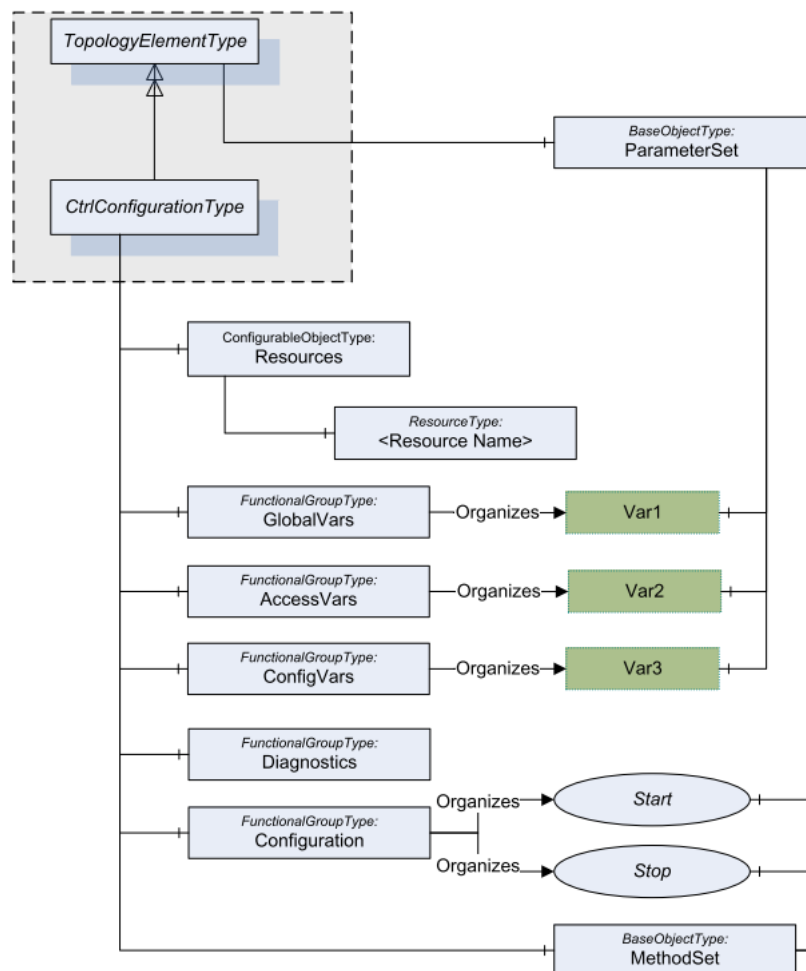 TopologyElementType
BaseObjectType:
ParameterSet
CtrlConfigurationType
ConfigurableObjectType:
Resources
ResourceType:
<Resource Name>
FunctionalGroupType:
GlobalVars
Organizes
Var1
FunctionalGroupType:
AccessVars
Organizes
Var2
FunctionalGroupType:
ConfigVars
Organizes
Var3
FunctionalGroupType:
Diagnostics
FunctionalGroupType:
Configuration
Organizes
Start
Organizes
Stop
BaseObjectType:
MethodSet